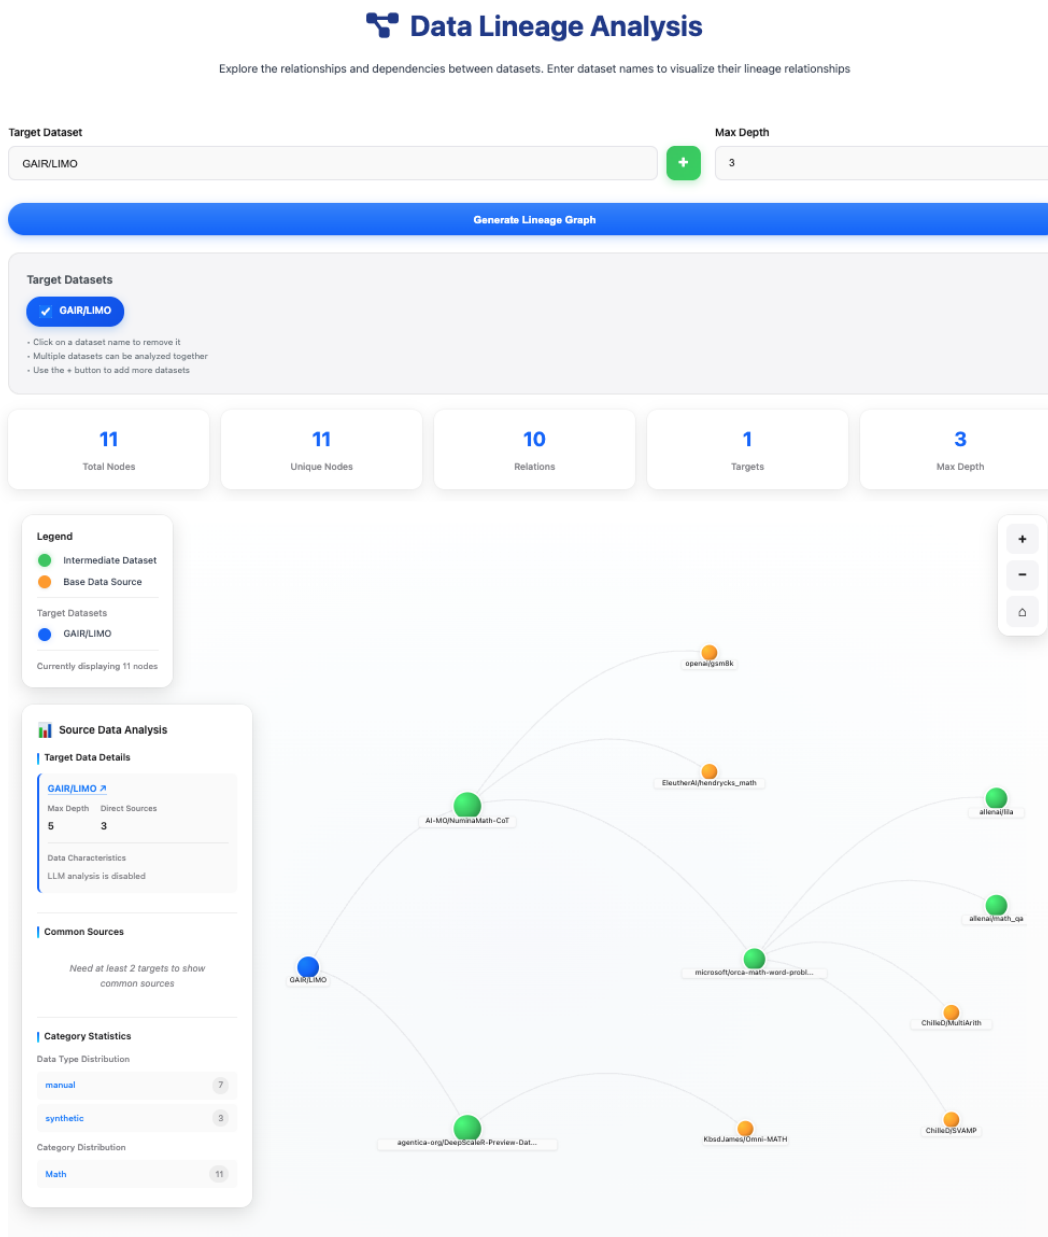 Data Lineage Analysis
Explore the relationships and dependencies between datasets. Enter dataset names to visualize their lineage relationships
Target Dataset
Max Depth
GAIR/LIMO
+
3
Generate Lineage Graph
Target Datasets
GAIR/LIMO
• Click on a dataset name to remove it
• Multiple datasets can be analyzed together
• Use the + button to add more datasets
11
Total Nodes
11
Unique Nodes
10
Relations
1
Targets
3
Max Depth
Legend
Intermediate Dataset
Base Data Source
Target Datasets
GAIR/LIMO
Currently displaying 11 nodes
+
−
⌂
Source Data Analysis
Target Data Details
GAIR/LIMO ↗
Max Depth Direct Sources
5 3
Data Characteristics
LLM analysis is disabled
Common Sources
Need at least 2 targets to show
common sources
Category Statistics
Data Type Distribution
manual 7
synthetic 3
Category Distribution
Math 11
openai/gsm8k
EleutherAI/hendrycks_math
AI-MO/NuminaMath-CoT
allenai/lila
allenai/math_qa
GAIR/LIMO
microsoft/orca-math-word-probl...
ChilleD/MultiArith
agentica-org/DeepScaleR-Preview-Dat...
KbsdJames/Omni-MATH
ChilleD/SVAMP